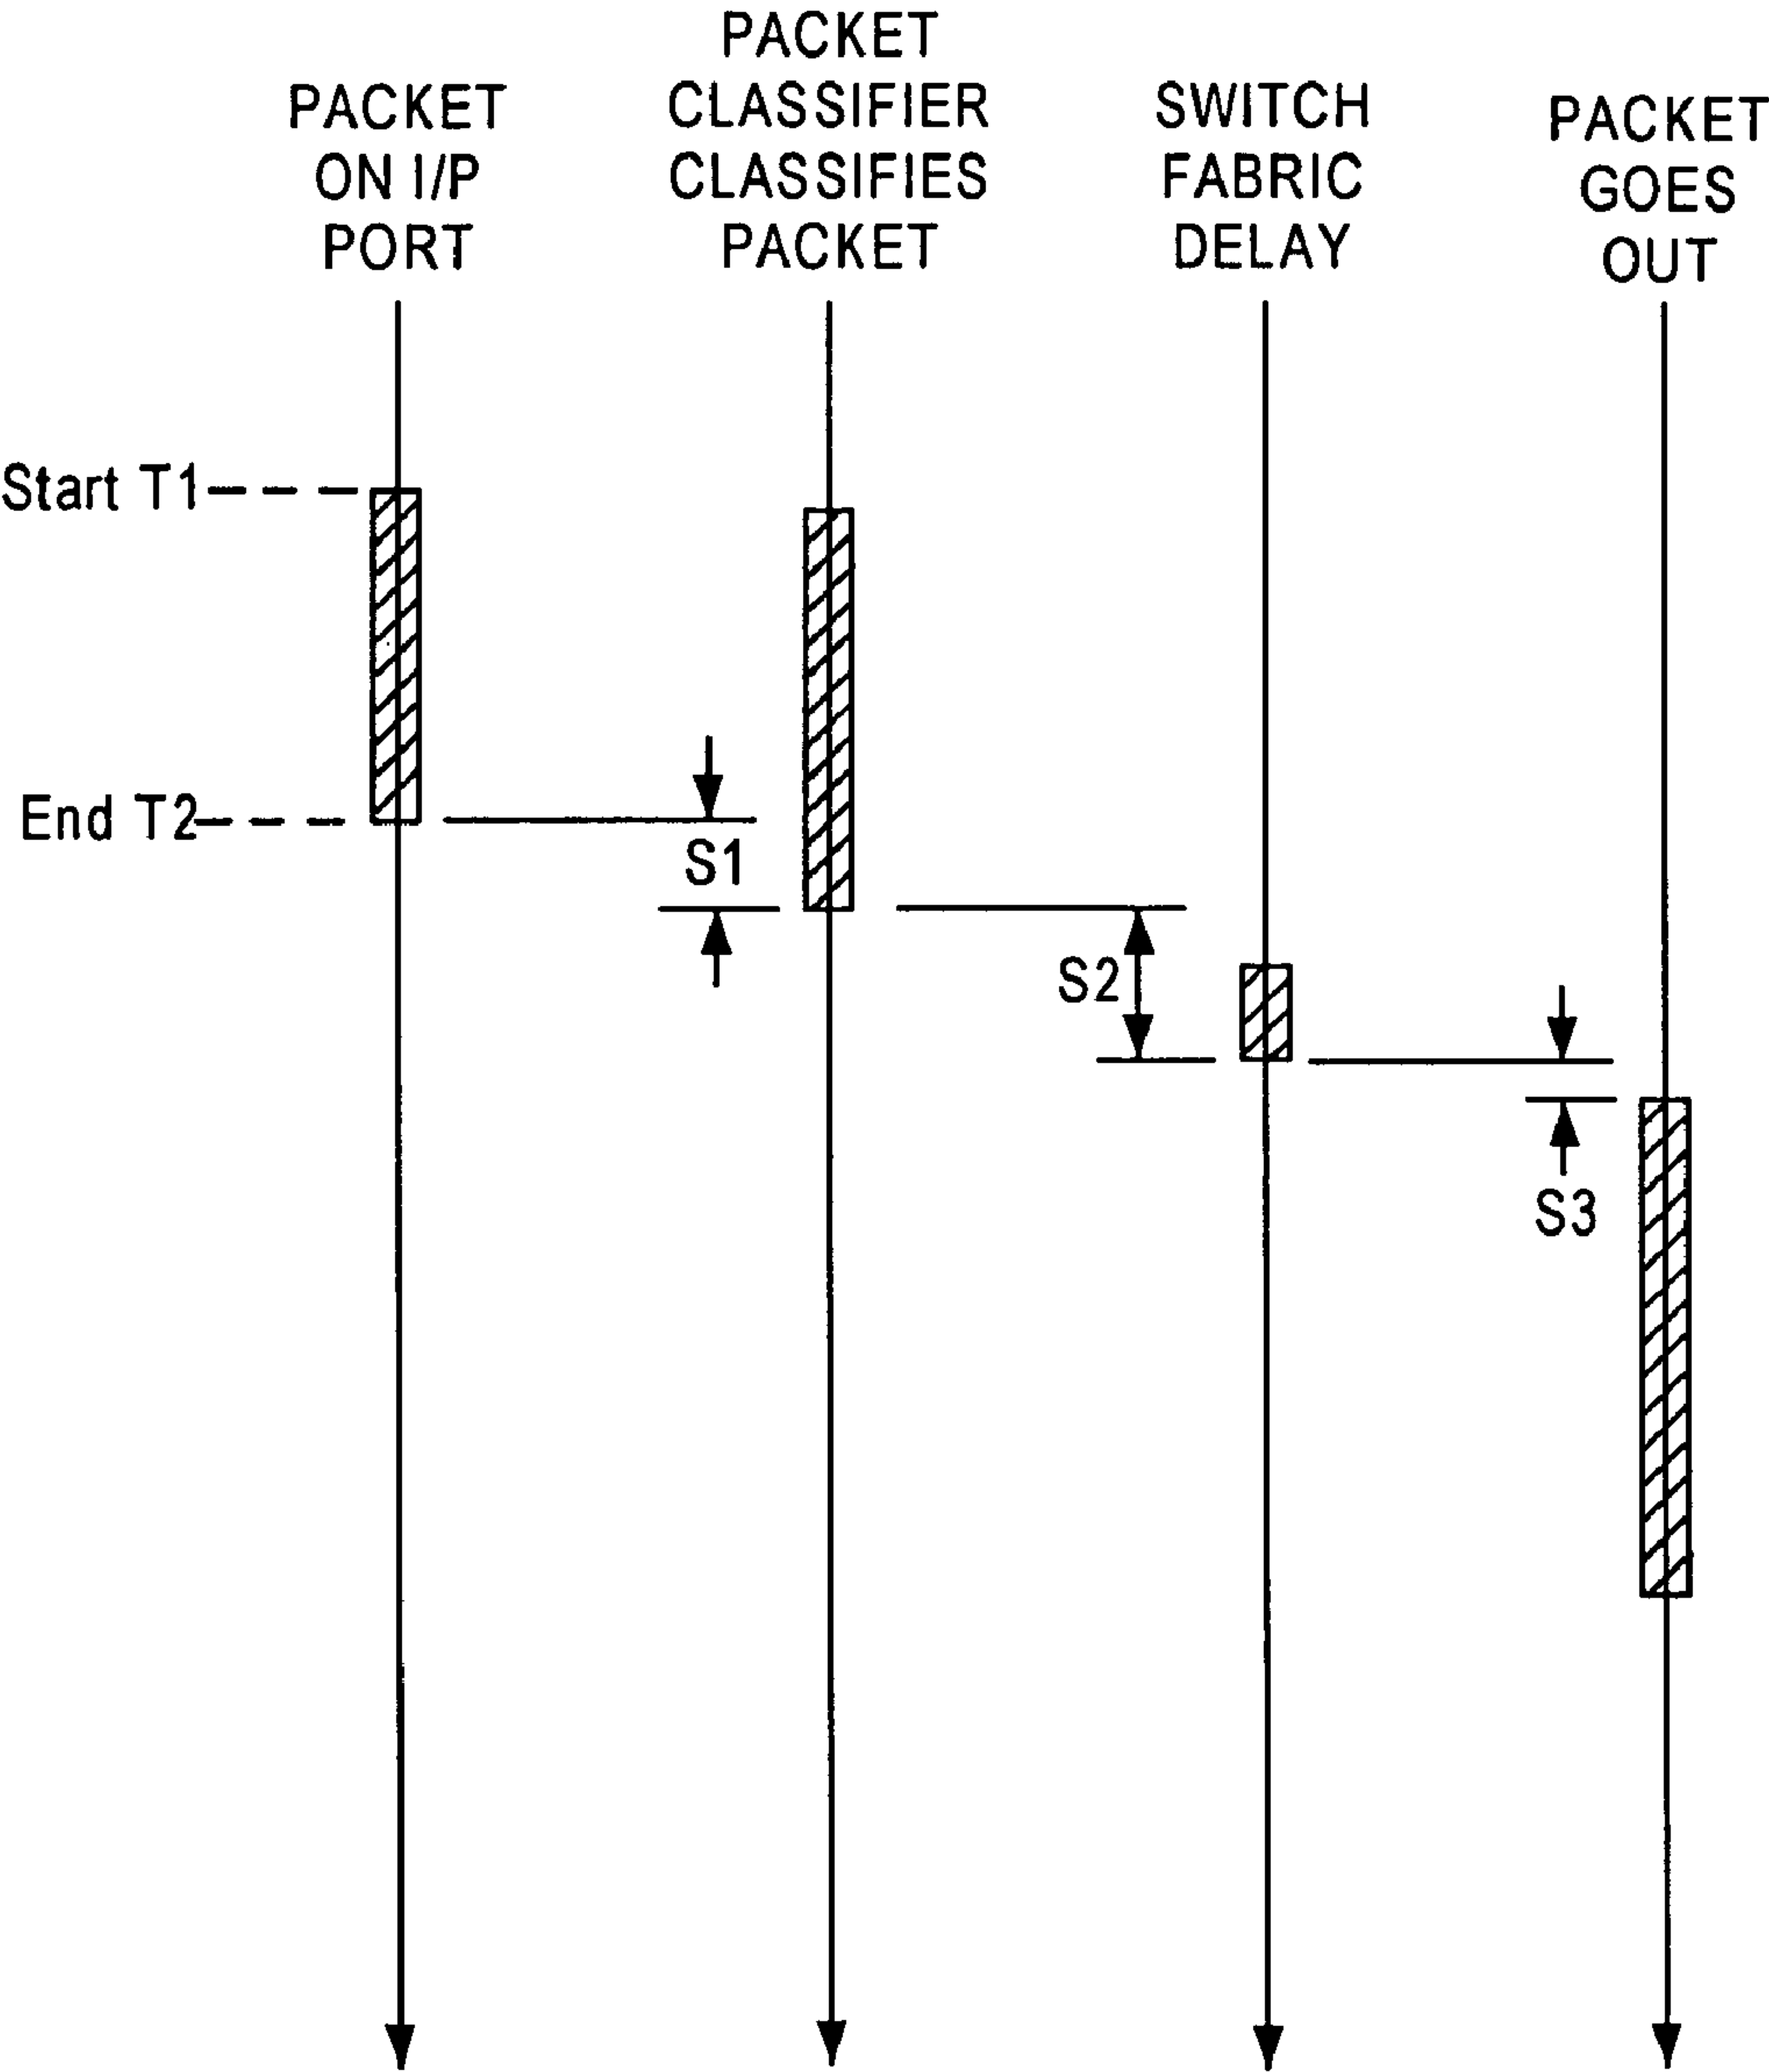 PACKET
ON I/P
PORT
PACKET
CLASSIFIER
CLASSIFIES
PACKET
SWITCH
FABRIC
DELAY
PACKET
GOES
OUT
Start T1
End T2
S1
S2
S3